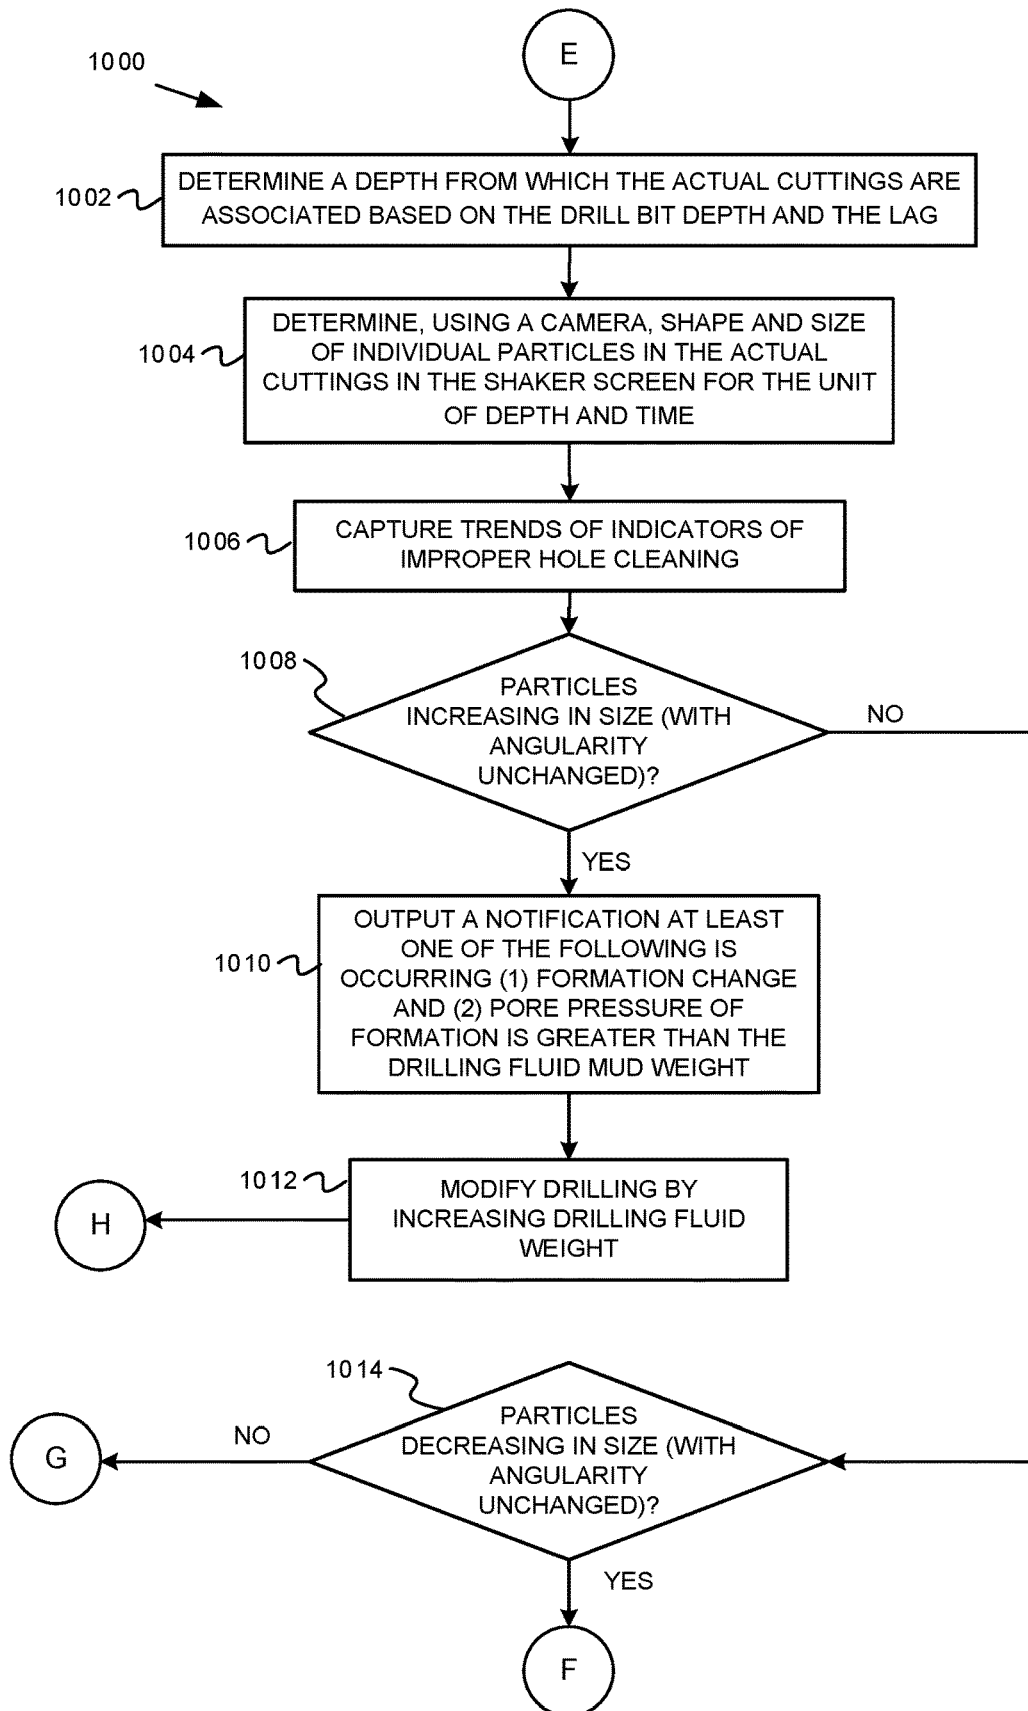 E
1000
DETERMINE A DEPTH FROM WHICH THE ACTUAL CUTTINGS ARE
ASSOCIATED BASED ON THE DRILL BIT DEPTH AND THE LAG
1002
DETERMINE, USING A CAMERA, SHAPE AND SIZE
OF INDIVIDUAL PARTICLES IN THE ACTUAL
CUTTINGS IN THE SHAKER SCREEN FOR THE UNIT
OF DEPTH AND TIME
1004
CAPTURE TRENDS OF INDICATORS OF
IMPROPER HOLE CLEANING
1006
1008
PARTICLES
INCREASING IN SIZE (WITH
ANGULARITY
UNCHANGED)?
NO
YES
OUTPUT A NOTIFICATION AT LEAST
ONE OF THE FOLLOWING IS
OCCURRING (1) FORMATION CHANGE
AND (2) PORE PRESSURE OF
FORMATION IS GREATER THAN THE
DRILLING FLUID MUD WEIGHT
1010
1012
MODIFY DRILLING BY
INCREASING DRILLING FLUID
WEIGHT
H
1014
PARTICLES
DECREASING IN SIZE (WITH
ANGULARITY
UNCHANGED)?
NO
G
YES
F